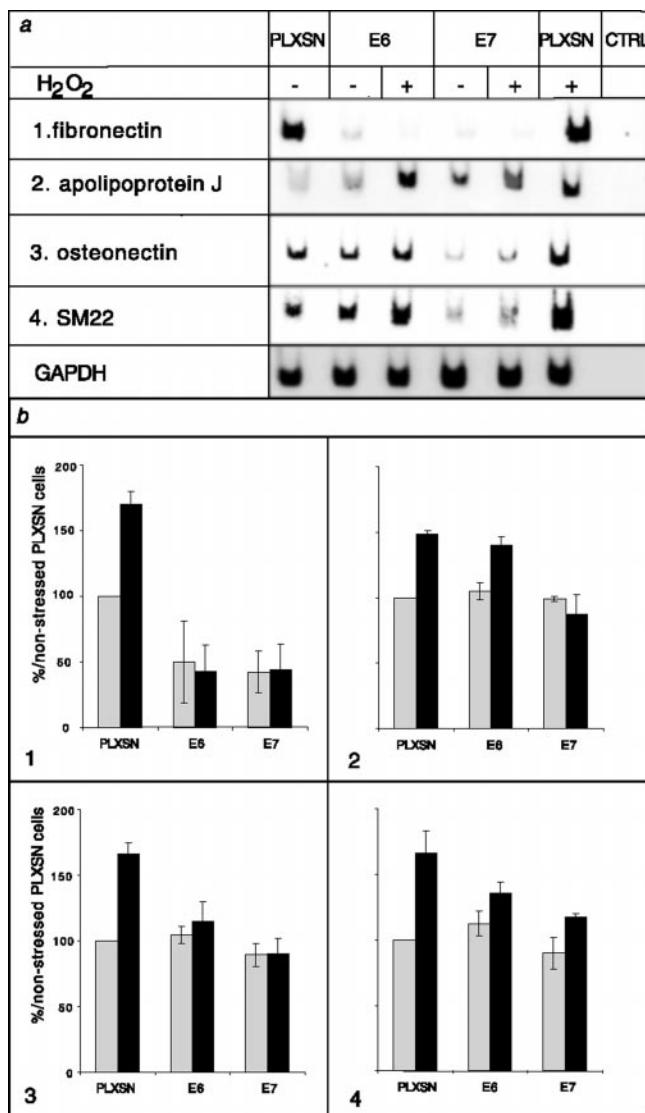 a
PLXSN E6 E7 PLXSN CTRL
H₂O₂ - - + - + +
1.fibronectin
2. apolipoprotein J
3. osteonectin
4. SM22
GAPDH
b
%/non-stressed PLXSN cells
200
150
100
50
0
PLXSN E6 E7
1
PLXSN E6 E7
2
%/non-stressed PLXSN cells
200
150
100
50
0
PLXSN E6 E7
3
PLXSN E6 E7
4